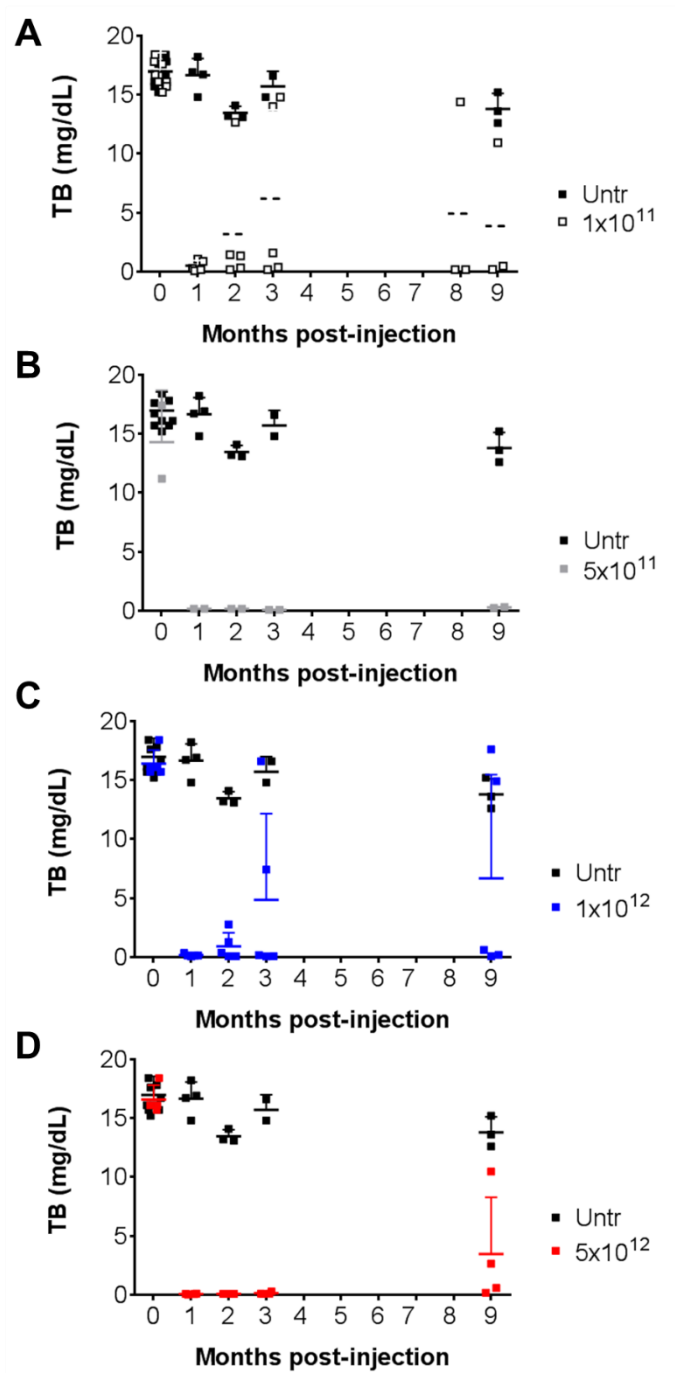 A
TB (mg/dL)
20
15
10
5
0
0 1 2 3 4 5 6 7 8 9
Months post-injection
Untr
1x10¹¹
B
TB (mg/dL)
20
15
10
5
0
0 1 2 3 4 5 6 7 8 9
Months post-injection
Untr
5x10¹¹
C
TB (mg/dL)
20
15
10
5
0
0 1 2 3 4 5 6 7 8 9
Months post-injection
Untr
1x10¹²
D
TB (mg/dL)
20
15
10
5
0
0 1 2 3 4 5 6 7 8 9
Months post-injection
Untr
5x10¹²